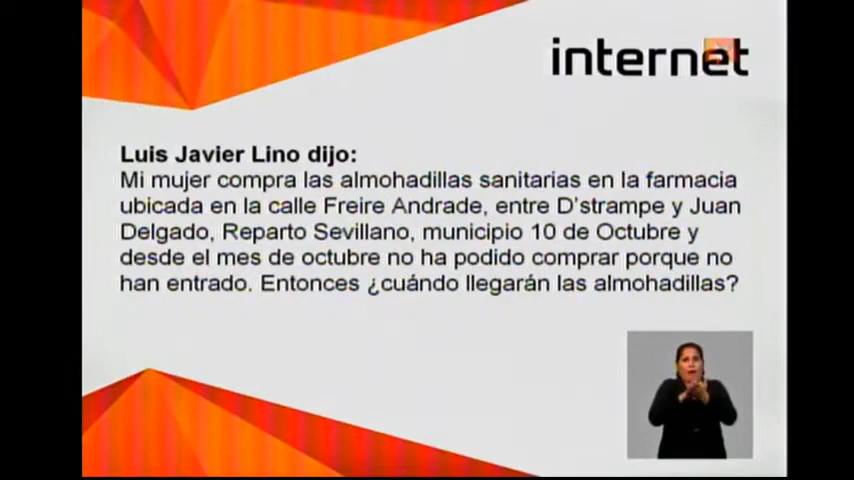 internet
Luis Javier Lino dijo:
Mi mujer compra las almohadillas sanitarias en la farmacia
ubicada en la calle Freire Andrade, entre D'strampe y Juan
Delgado, Reparto Sevillano, municipio 10 de Octubre y
desde el mes de octubre no ha podido comprar porque no
han entrado. Entonces ¿cuándo llegarán las almohadillas?